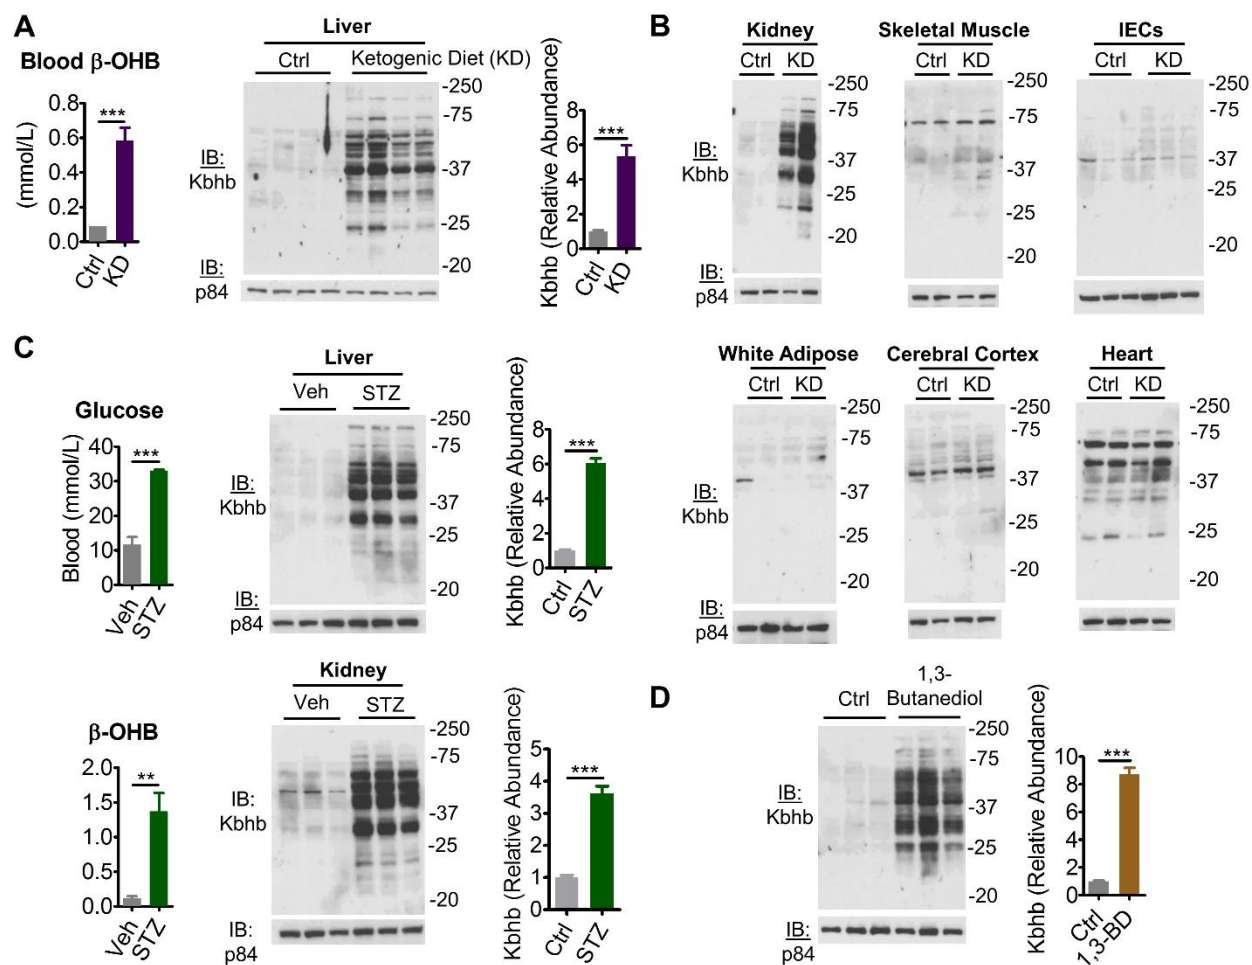 A
Blood β-OHB
(mmol/L)
0.8
0.6
0.4
0.2
0.0
***
Ctrl
KD
Liver
Ctrl
Ketogenic Diet (KD)
IB:
Kbhb
-250
-75
-37
-25
-20
IB:
p84
Kbhb (Relative Abundance)
8
6
4
2
0
***
Ctrl
KD
B
Kidney
Ctrl KD
IB:
Kbhb
-250
-75
-37
-25
-20
IB:
p84
Skeletal Muscle
Ctrl KD
-250
-75
-37
-25
-20
IECs
Ctrl KD
-250
-75
-37
-25
-20
White Adipose
Ctrl KD
IB:
Kbhb
-250
-75
-37
-25
-20
IB:
p84
Cerebral Cortex
Ctrl KD
-250
-75
-37
-25
-20
Heart
Ctrl KD
-250
-75
-37
-25
-20
C
Glucose
Blood (mmol/L)
40
30
20
10
0
***
Veh
STZ
Liver
Veh STZ
IB:
Kbhb
-250
-75
-37
-25
-20
IB:
p84
Kbhb (Relative Abundance)
8
6
4
2
0
***
Ctrl
STZ
β-OHB
2.0
1.5
1.0
0.5
0.0
**
Veh
STZ
Kidney
Veh STZ
IB:
Kbhb
-250
-75
-37
-25
-20
IB:
p84
Kbhb (Relative Abundance)
5
4
3
2
1
0
***
Ctrl
STZ
D
Ctrl
1,3-
Butanediol
IB:
Kbhb
-250
-75
-37
-25
-20
IB:
p84
Kbhb (Relative Abundance)
10
8
6
4
2
0
***
Ctrl
1,3-BD